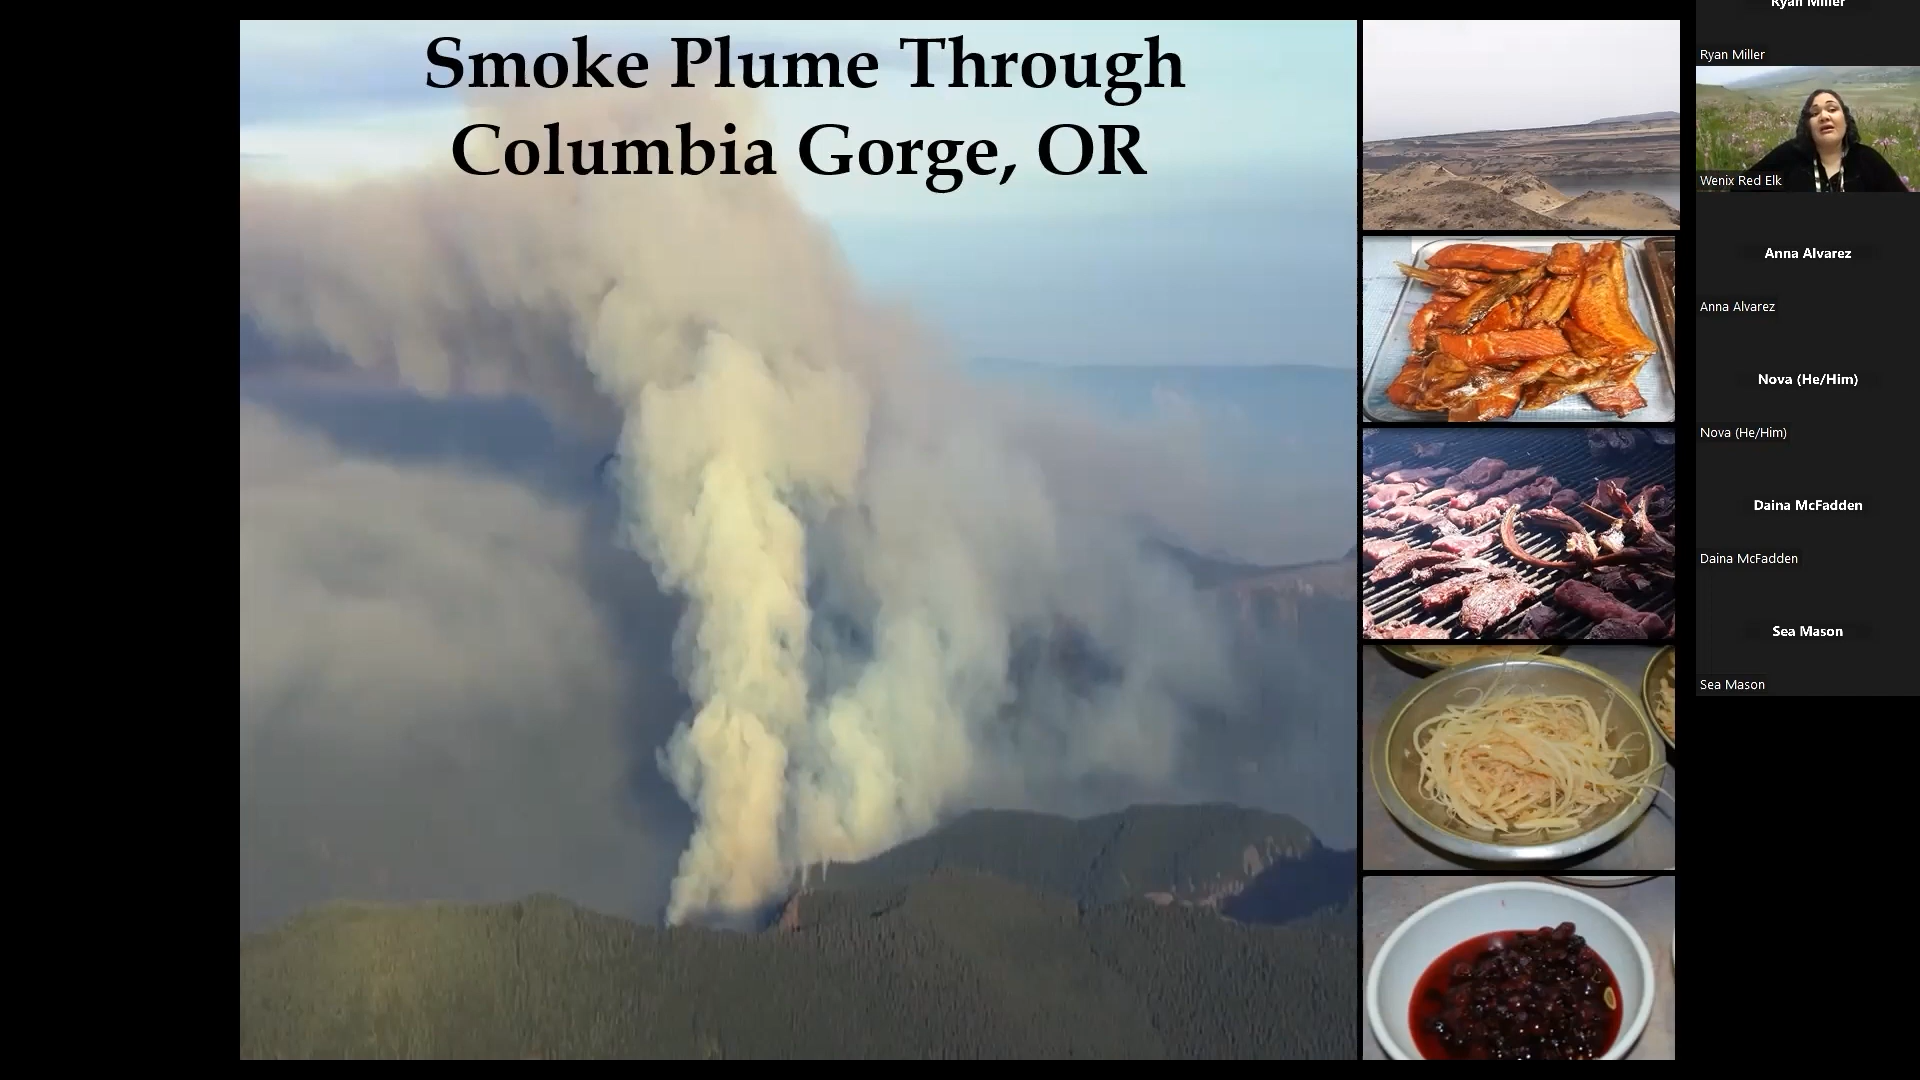 Smoke Plume Through
Columbia Gorge, OR
Ryan Miller
Ryan Miller
Wenix Red Elk
Anna Alvarez
Anna Alvarez
Nova (He/Him)
Nova (He/Him)
Daina McFadden
Daina McFadden
Sea Mason
Sea Mason